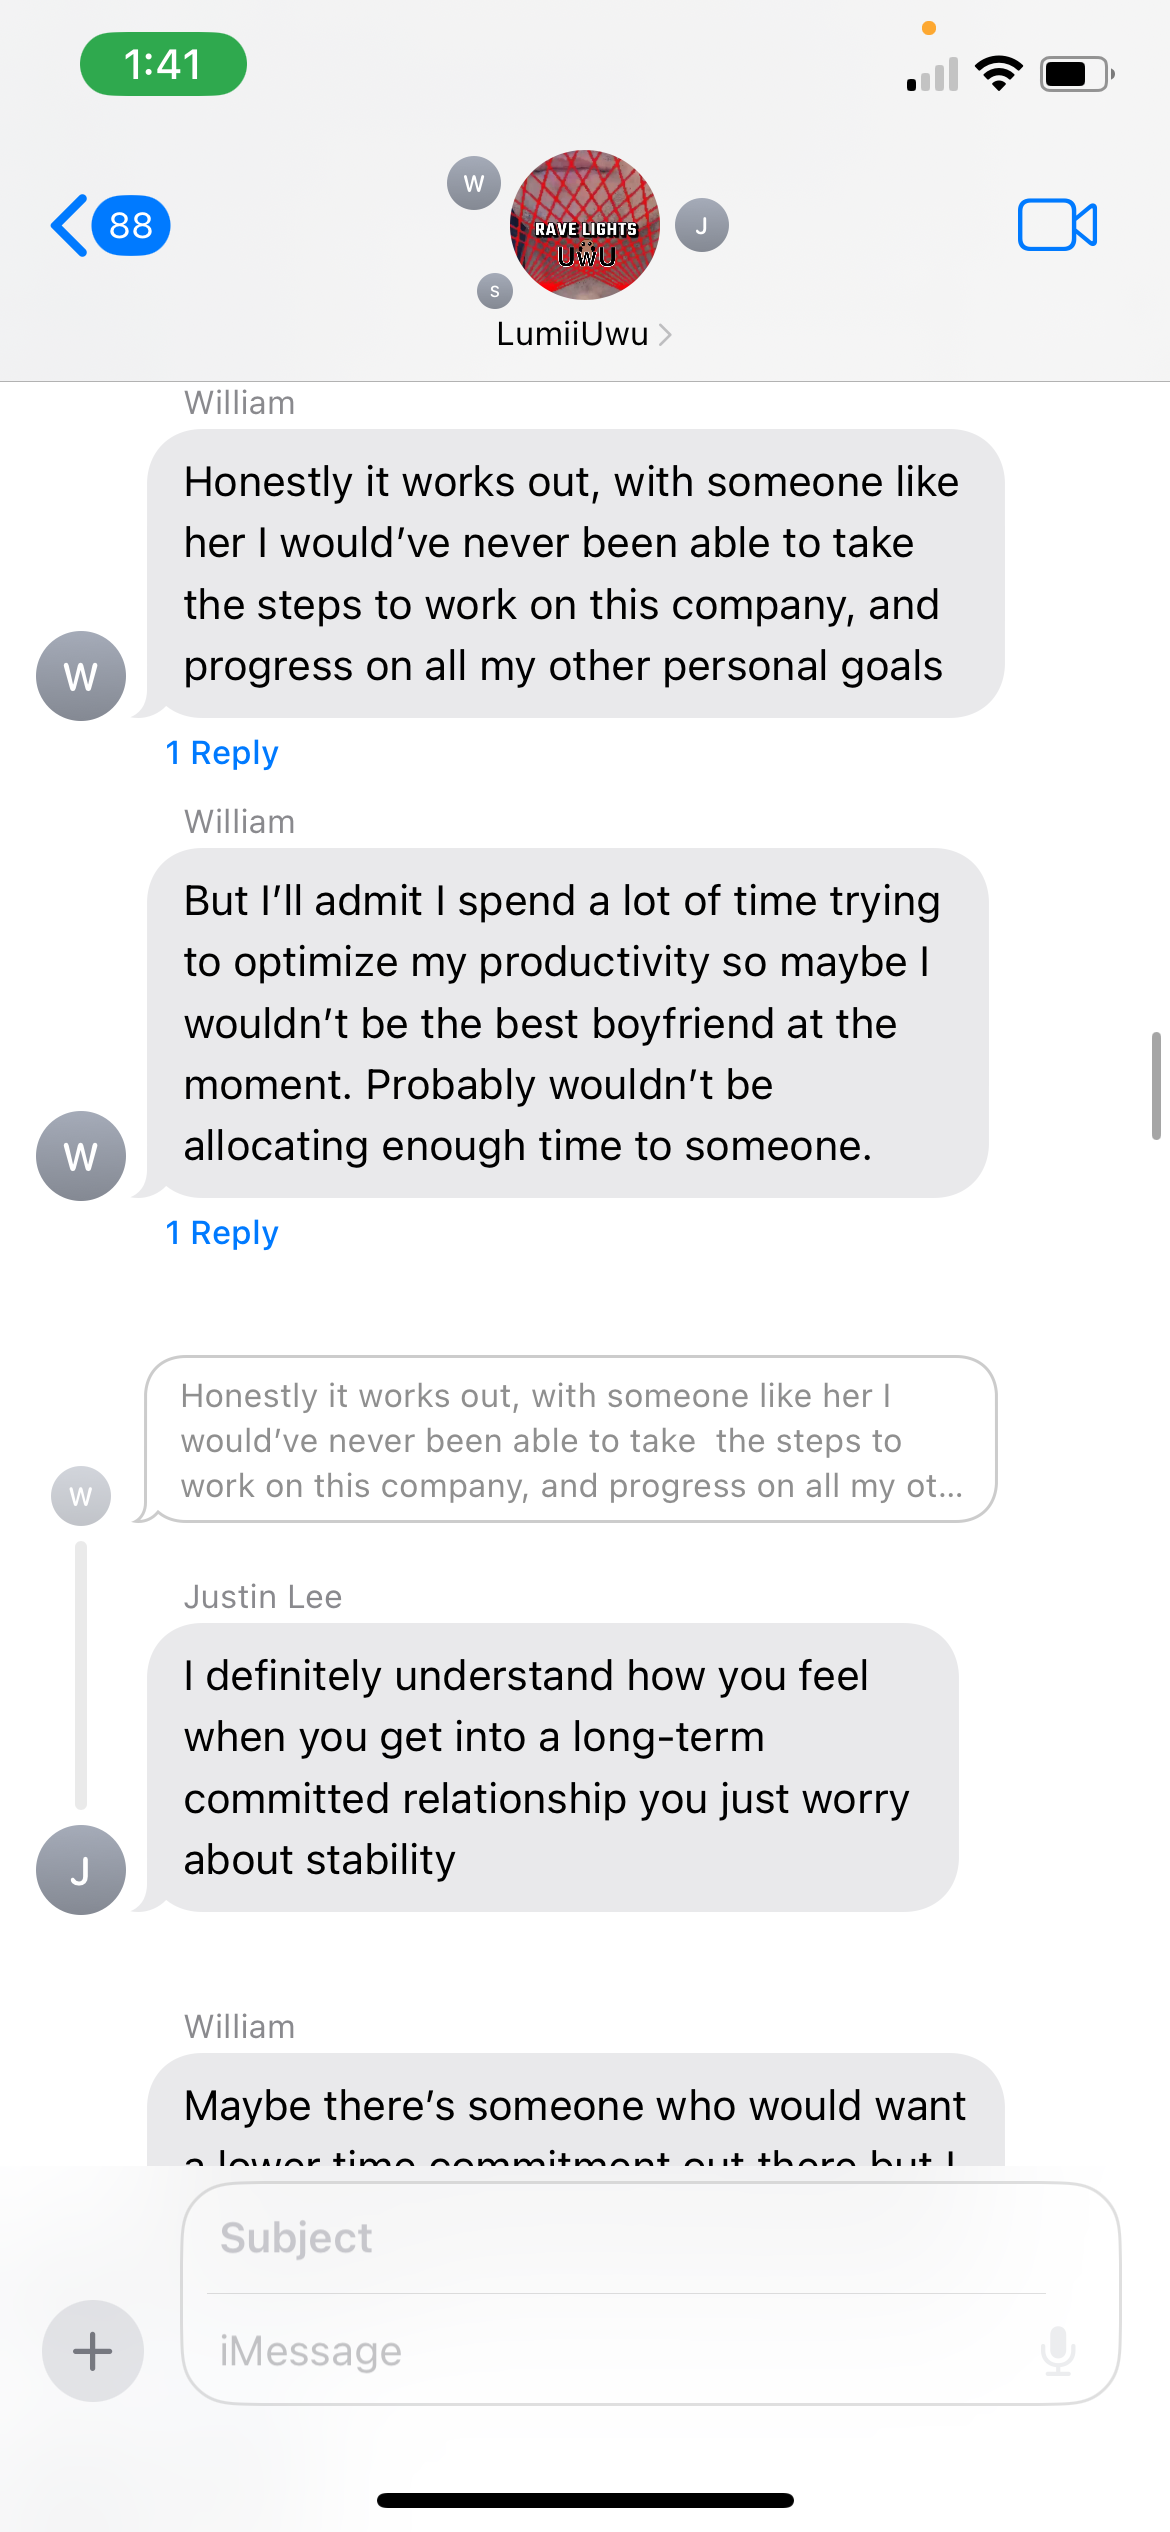 1:41
88
W
J
S
RAVE LIGHTS
UWU
LumiiUwu
William
Honestly it works out, with someone like
her I would’ve never been able to take
the steps to work on this company, and
progress on all my other personal goals
W
1 Reply
William
But I’ll admit I spend a lot of time trying
to optimize my productivity so maybe I
wouldn’t be the best boyfriend at the
moment. Probably wouldn’t be
allocating enough time to someone.
W
1 Reply
Honestly it works out, with someone like her I
would’ve never been able to take  the steps to
work on this company, and progress on all my ot...
W
Justin Lee
I definitely understand how you feel
when you get into a long-term
committed relationship you just worry
about stability
J
William
Maybe there’s someone who would want
a lower time commitment out there but I
Subject
iMessage